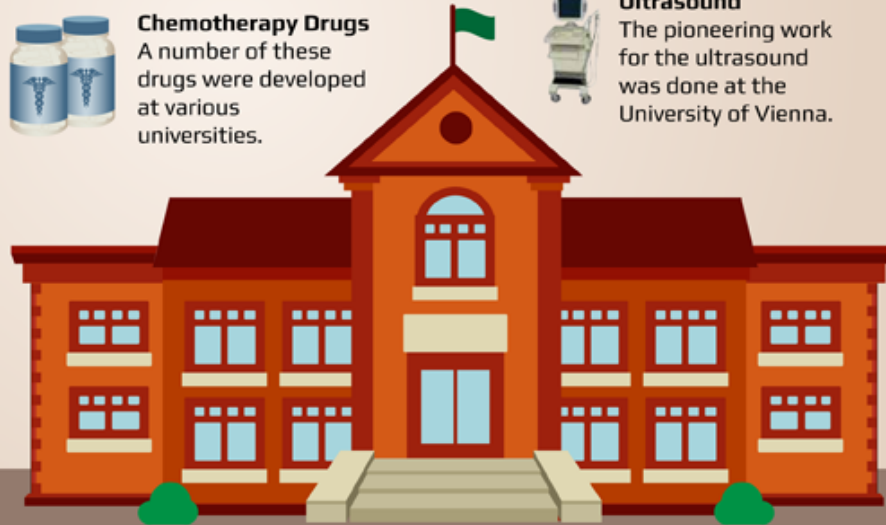 Chemotherapy Drugs
A number of these
drugs were developed
at various
universities.
Ultrasound
The pioneering work
for the ultrasound
was done at the
University of Vienna.